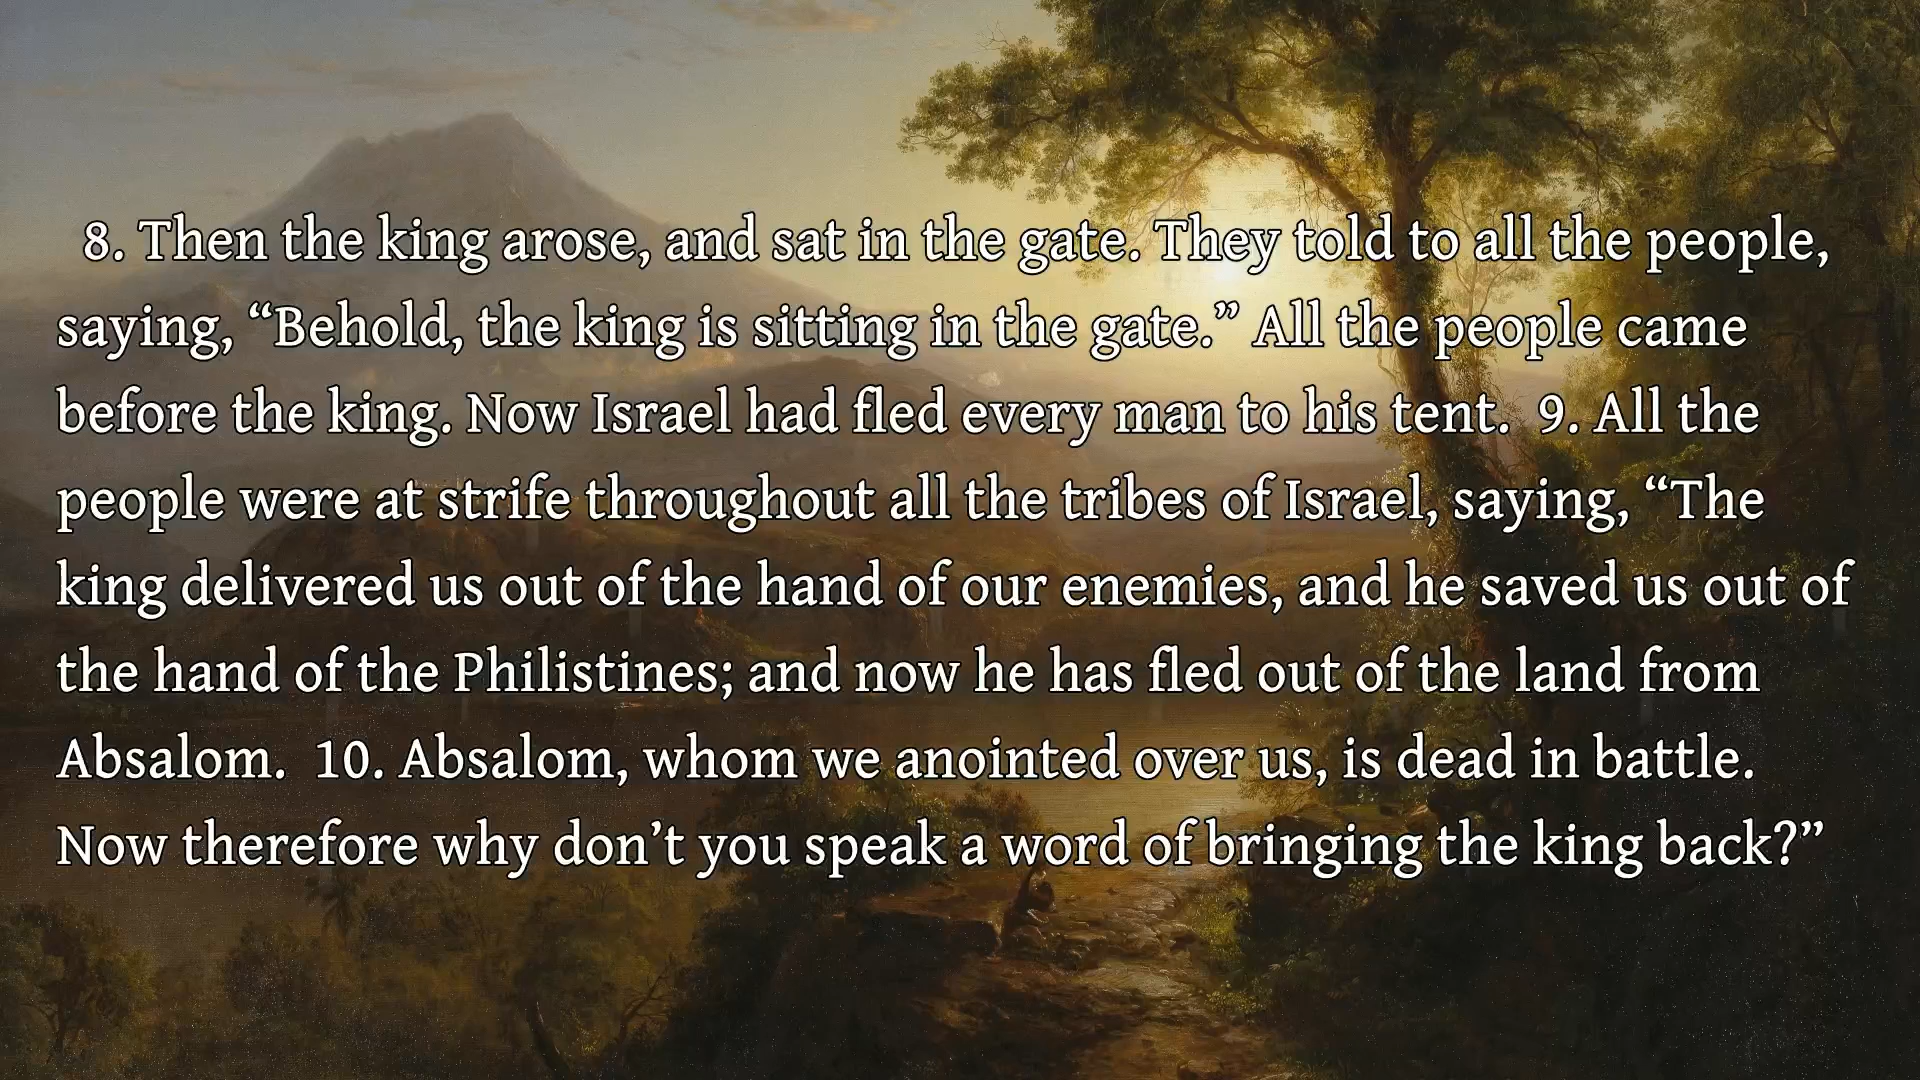 8. Then the king arose, and sat in the gate. They told to all the people,
saying, “Behold, the king is sitting in the gate.” All the people came
before the king. Now Israel had fled every man to his tent.  9. All the
people were at strife throughout all the tribes of Israel, saying, “The
king delivered us out of the hand of our enemies, and he saved us out of
the hand of the Philistines; and now he has fled out of the land from
Absalom.  10. Absalom, whom we anointed over us, is dead in battle.
Now therefore why don’t you speak a word of bringing the king back?”